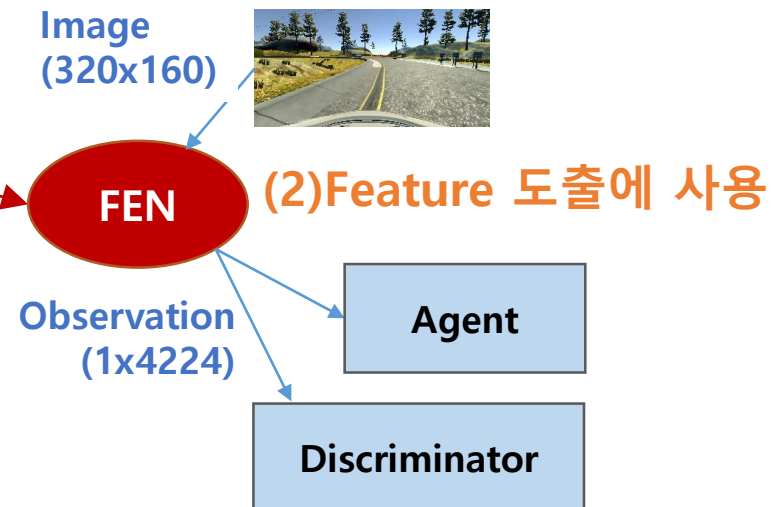 Image
(320x160)
FEN
(2)Feature 도출에 사용
Observation
(1x4224)
Agent
Discriminator